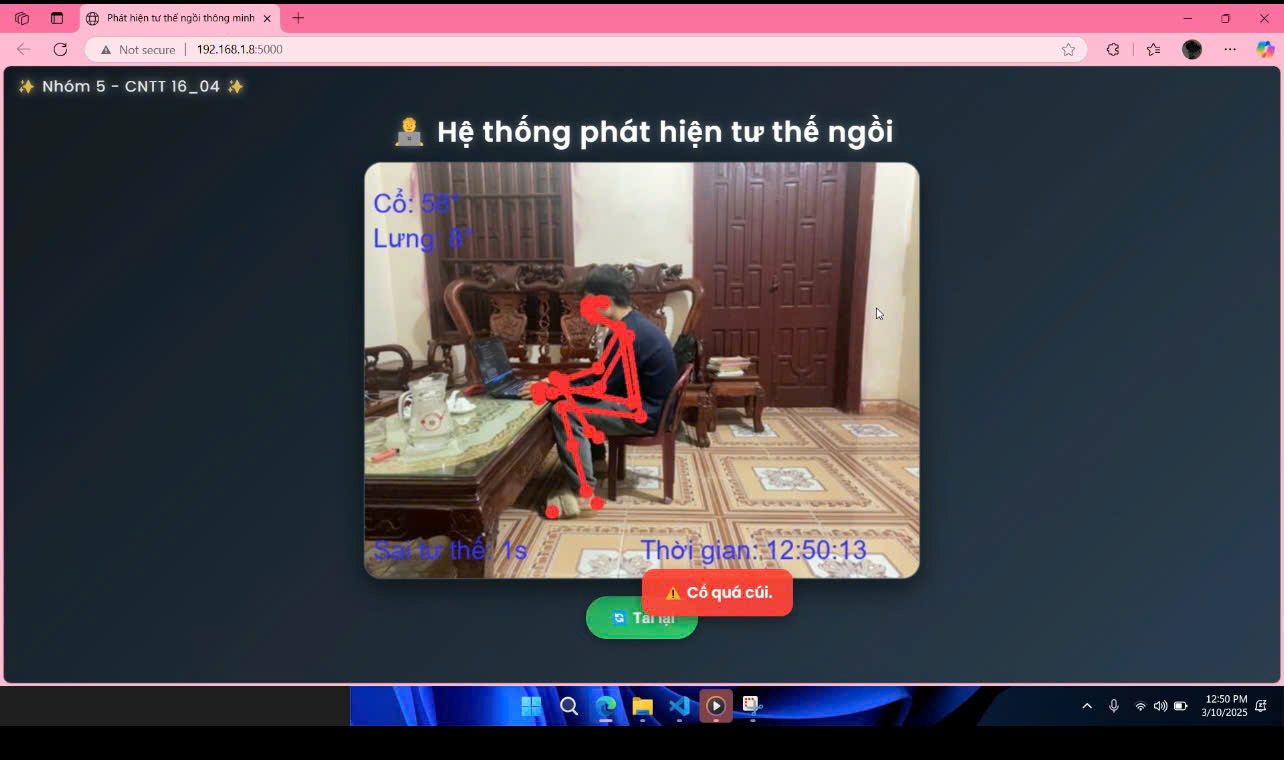 Phát hiện tư thế ngồi thông minh
Not secure
192.168.1.8:5000
✨ Nhóm 5 - CNTT 16_04 ✨
Hệ thống phát hiện tư thế ngồi
Cổ: 58°
Lưng: 8°
Sai tư thế: 1s
Thời gian: 12:50:13
⚠️ Cổ quá cúi.
Tải lại
12:50 PM
3/10/2025